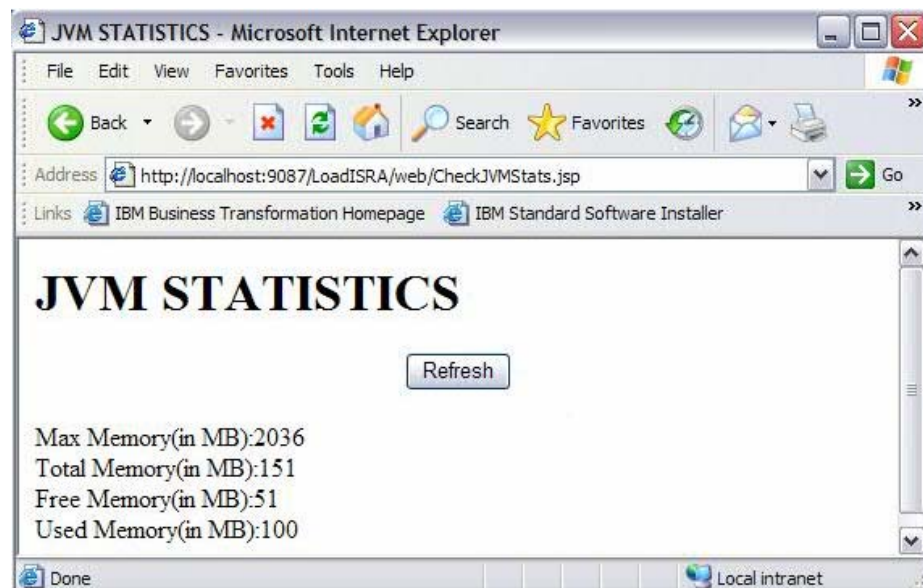 JVM STATISTICS - Microsoft Internet Explorer
File Edit View Favorites Tools Help
Back Search Favorites »
Address http://localhost:9087/LoadISRA/web/CheckJVMStats.jsp Go
Links IBM Business Transformation Homepage IBM Standard Software Installer »
JVM STATISTICS
Refresh
Max Memory(in MB):2036
Total Memory(in MB):151
Free Memory(in MB):51
Used Memory(in MB):100
Done Local intranet